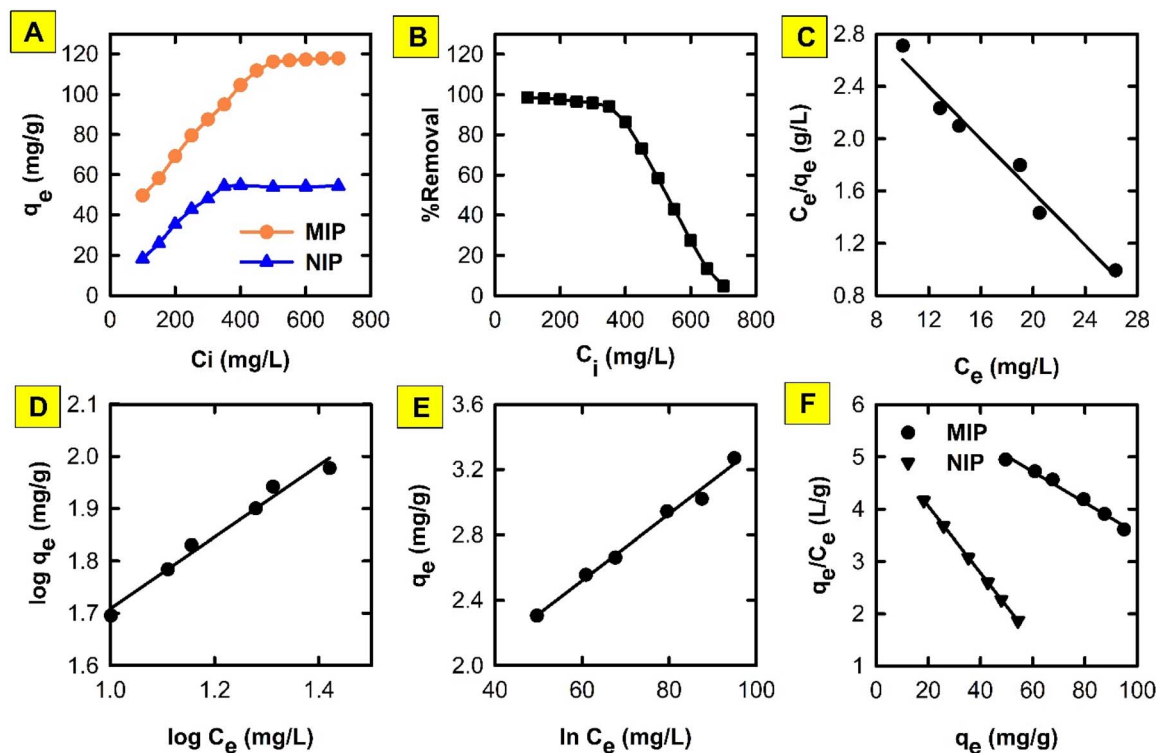 A
120
100
80
60
40
20
0
qe (mg/g)
MIP
NIP
0 200 400 600 800
Ci (mg/L)
B
120
100
80
60
40
20
0
%Removal
0 200 400 600 800
Ci (mg/L)
C
2.8
2.4
2.0
1.6
1.2
0.8
Ce/qe (g/L)
8 12 16 20 24 28
Ce (mg/L)
D
2.1
2.0
1.9
1.8
1.7
1.6
log qe (mg/g)
1.0 1.2 1.4
log Ce (mg/L)
E
3.6
3.2
2.8
2.4
2.0
qe (mg/g)
40 60 80 100
ln Ce (mg/L)
F
6
5
4
3
2
1
qe/Ce (L/g)
MIP
NIP
0 20 40 60 80 100
qe (mg/g)